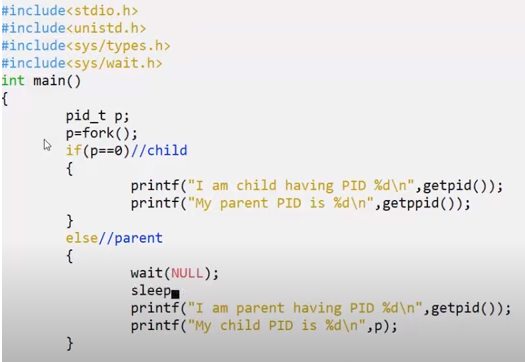 #include<stdio.h>
#include<unistd.h>
#include<sys/types.h>
#include<sys/wait.h>
int main()
{
pid_t p;
p=fork();
if(p==0)//child
{
printf("I am child having PID %d\n",getpid());
printf("My parent PID is %d\n",getppid());
}
else//parent
{
wait(NULL);
sleep
printf("I am parent having PID %d\n",getpid());
printf("My child PID is %d\n",p);
}